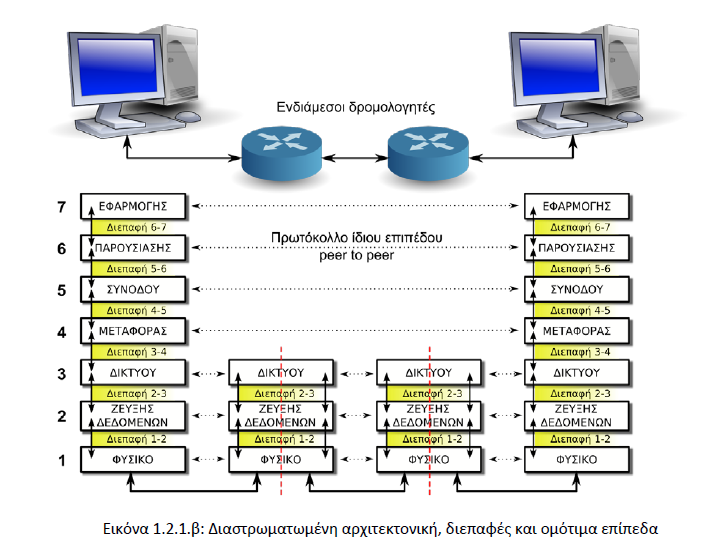 Ενδιάμεσοι δρομολογητές
7 ΕΦΑΡΜΟΓΗΣ ΕΦΑΡΜΟΓΗΣ
Διεπαφή 6-7 Διεπαφή 6-7
6 ΠΑΡΟΥΣΙΑΣΗΣ Πρωτόκολλο ίδιου επιπέδου ΠΑΡΟΥΣΙΑΣΗΣ
peer to peer
Διεπαφή 5-6 Διεπαφή 5-6
5 ΣΥΝΟΔΟΥ ΣΥΝΟΔΟΥ
Διεπαφή 4-5 Διεπαφή 4-5
4 ΜΕΤΑΦΟΡΑΣ ΜΕΤΑΦΟΡΑΣ
Διεπαφή 3-4 Διεπαφή 3-4
3 ΔΙΚΤΥΟΥ ΔΙΚΤΥΟΥ ΔΙΚΤΥΟΥ ΔΙΚΤΥΟΥ
Διεπαφή 2-3 Διεπαφή 2-3 Διεπαφή 2-3 Διεπαφή 2-3
2 ΖΕΥΞΗΣ ΖΕΥΞΗΣ ΖΕΥΞΗΣ ΖΕΥΞΗΣ
ΔΕΔΟΜΕΝΩΝ ΔΕΔΟΜΕΝΩΝ ΔΕΔΟΜΕΝΩΝ ΔΕΔΟΜΕΝΩΝ
Διεπαφή 1-2 Διεπαφή 1-2 Διεπαφή 1-2 Διεπαφή 1-2
1 ΦΥΣΙΚΟ ΦΥΣΙΚΟ ΦΥΣΙΚΟ ΦΥΣΙΚΟ
Εικόνα 1.2.1.β: Διαστρωματωμένη αρχιτεκτονική, διεπαφές και ομότιμα επίπεδα